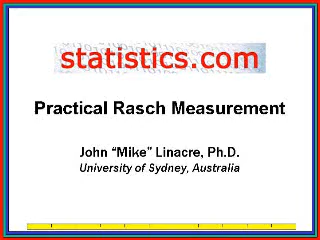 statistics.com
Practical Rasch Measurement
John “Mike” Linacre, Ph.D.
University of Sydney, Australia